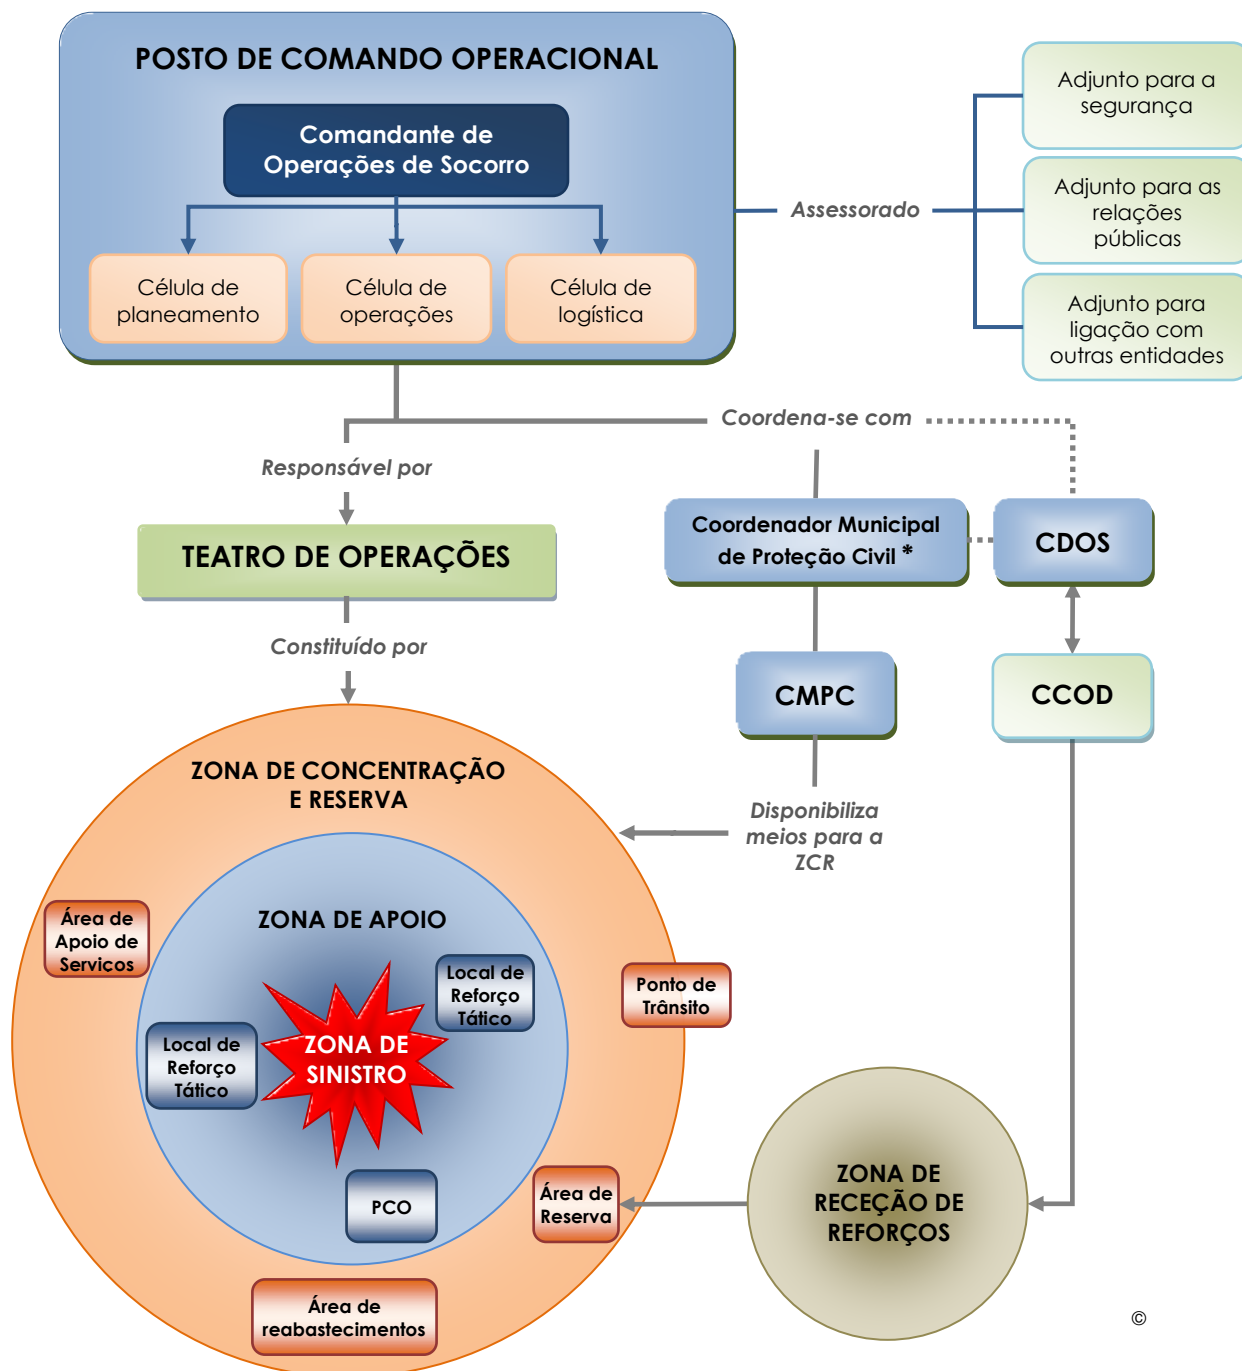 POSTO DE COMANDO OPERACIONAL
Comandante de
Operações de Socorro
Célula de
planeamento
Célula de
operações
Célula de
logística
Assessorado
Adjunto para a
segurança
Adjunto para as
relações
públicas
Adjunto para
ligação com
outras entidades
Coordena-se com
Responsável por
TEATRO DE OPERAÇÕES
Coordenador Municipal
de Proteção Civil *
CDOS
Constituído por
CMPC
CCOD
ZONA DE CONCENTRAÇÃO
E RESERVA
Disponibiliza
meios para a
ZCR
ZONA DE APOIO
Área de
Apoio de
Serviços
Local de
Reforço
Tático
Ponto de
Trânsito
Local de
Reforço
Tático
ZONA DE
SINISTRO
PCO
Área de
Reserva
ZONA DE
RECEÇÃO DE
REFORÇOS
Área de
reabastecimentos
©